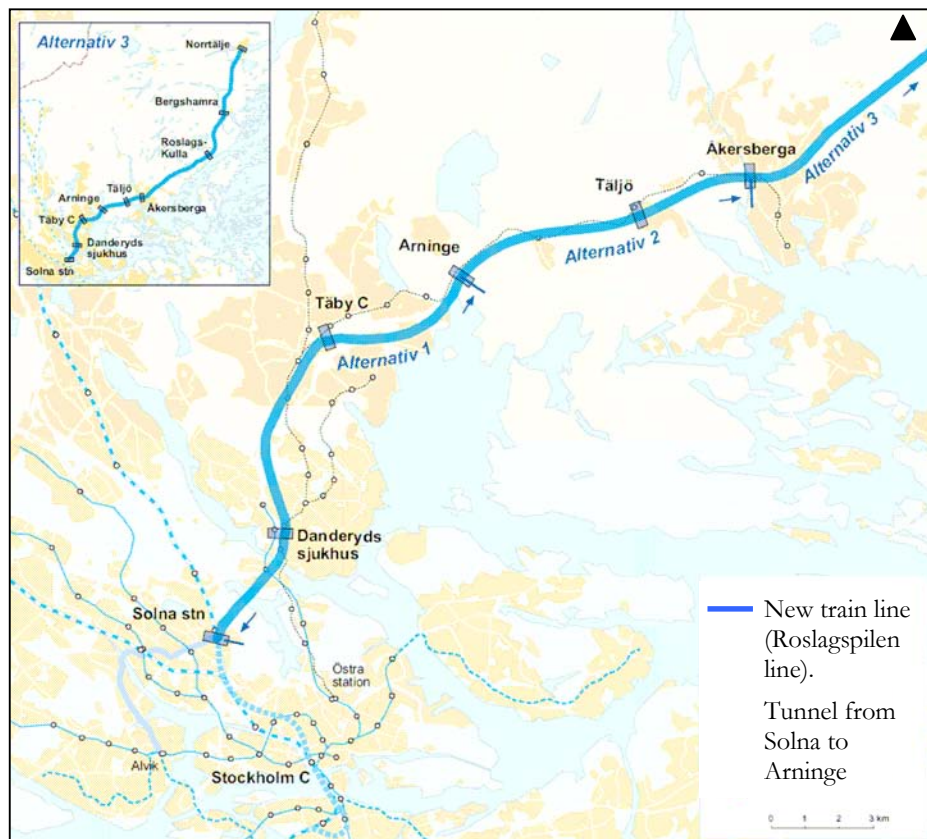 Alternativ 3
Norrtälje
Bergshamra
Roslags-
Kulla
Täljö
Arninge
Åkersberga
Täby C
Danderyds
sjukhus
Solna stn
Åkersberga
Alternativ 3
Täljö
Alternativ 2
Arninge
Täby C
Alternativ 1
Danderyds
sjukhus
Solna stn
Östra
station
Alvik
Stockholm C
New train line
(Roslagspilen
line).
Tunnel from
Solna to
Arninge
0 1 2 3 km